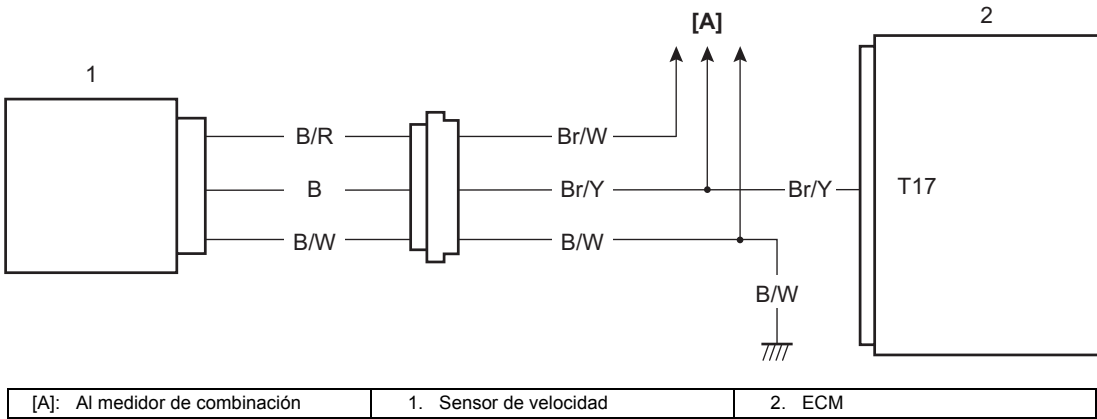 [A]
2
1
B/R
Br/W
B
Br/Y
Br/Y
T17
B/W
B/W
B/W
[A]: Al medidor de combinación
1. Sensor de velocidad
2. ECM